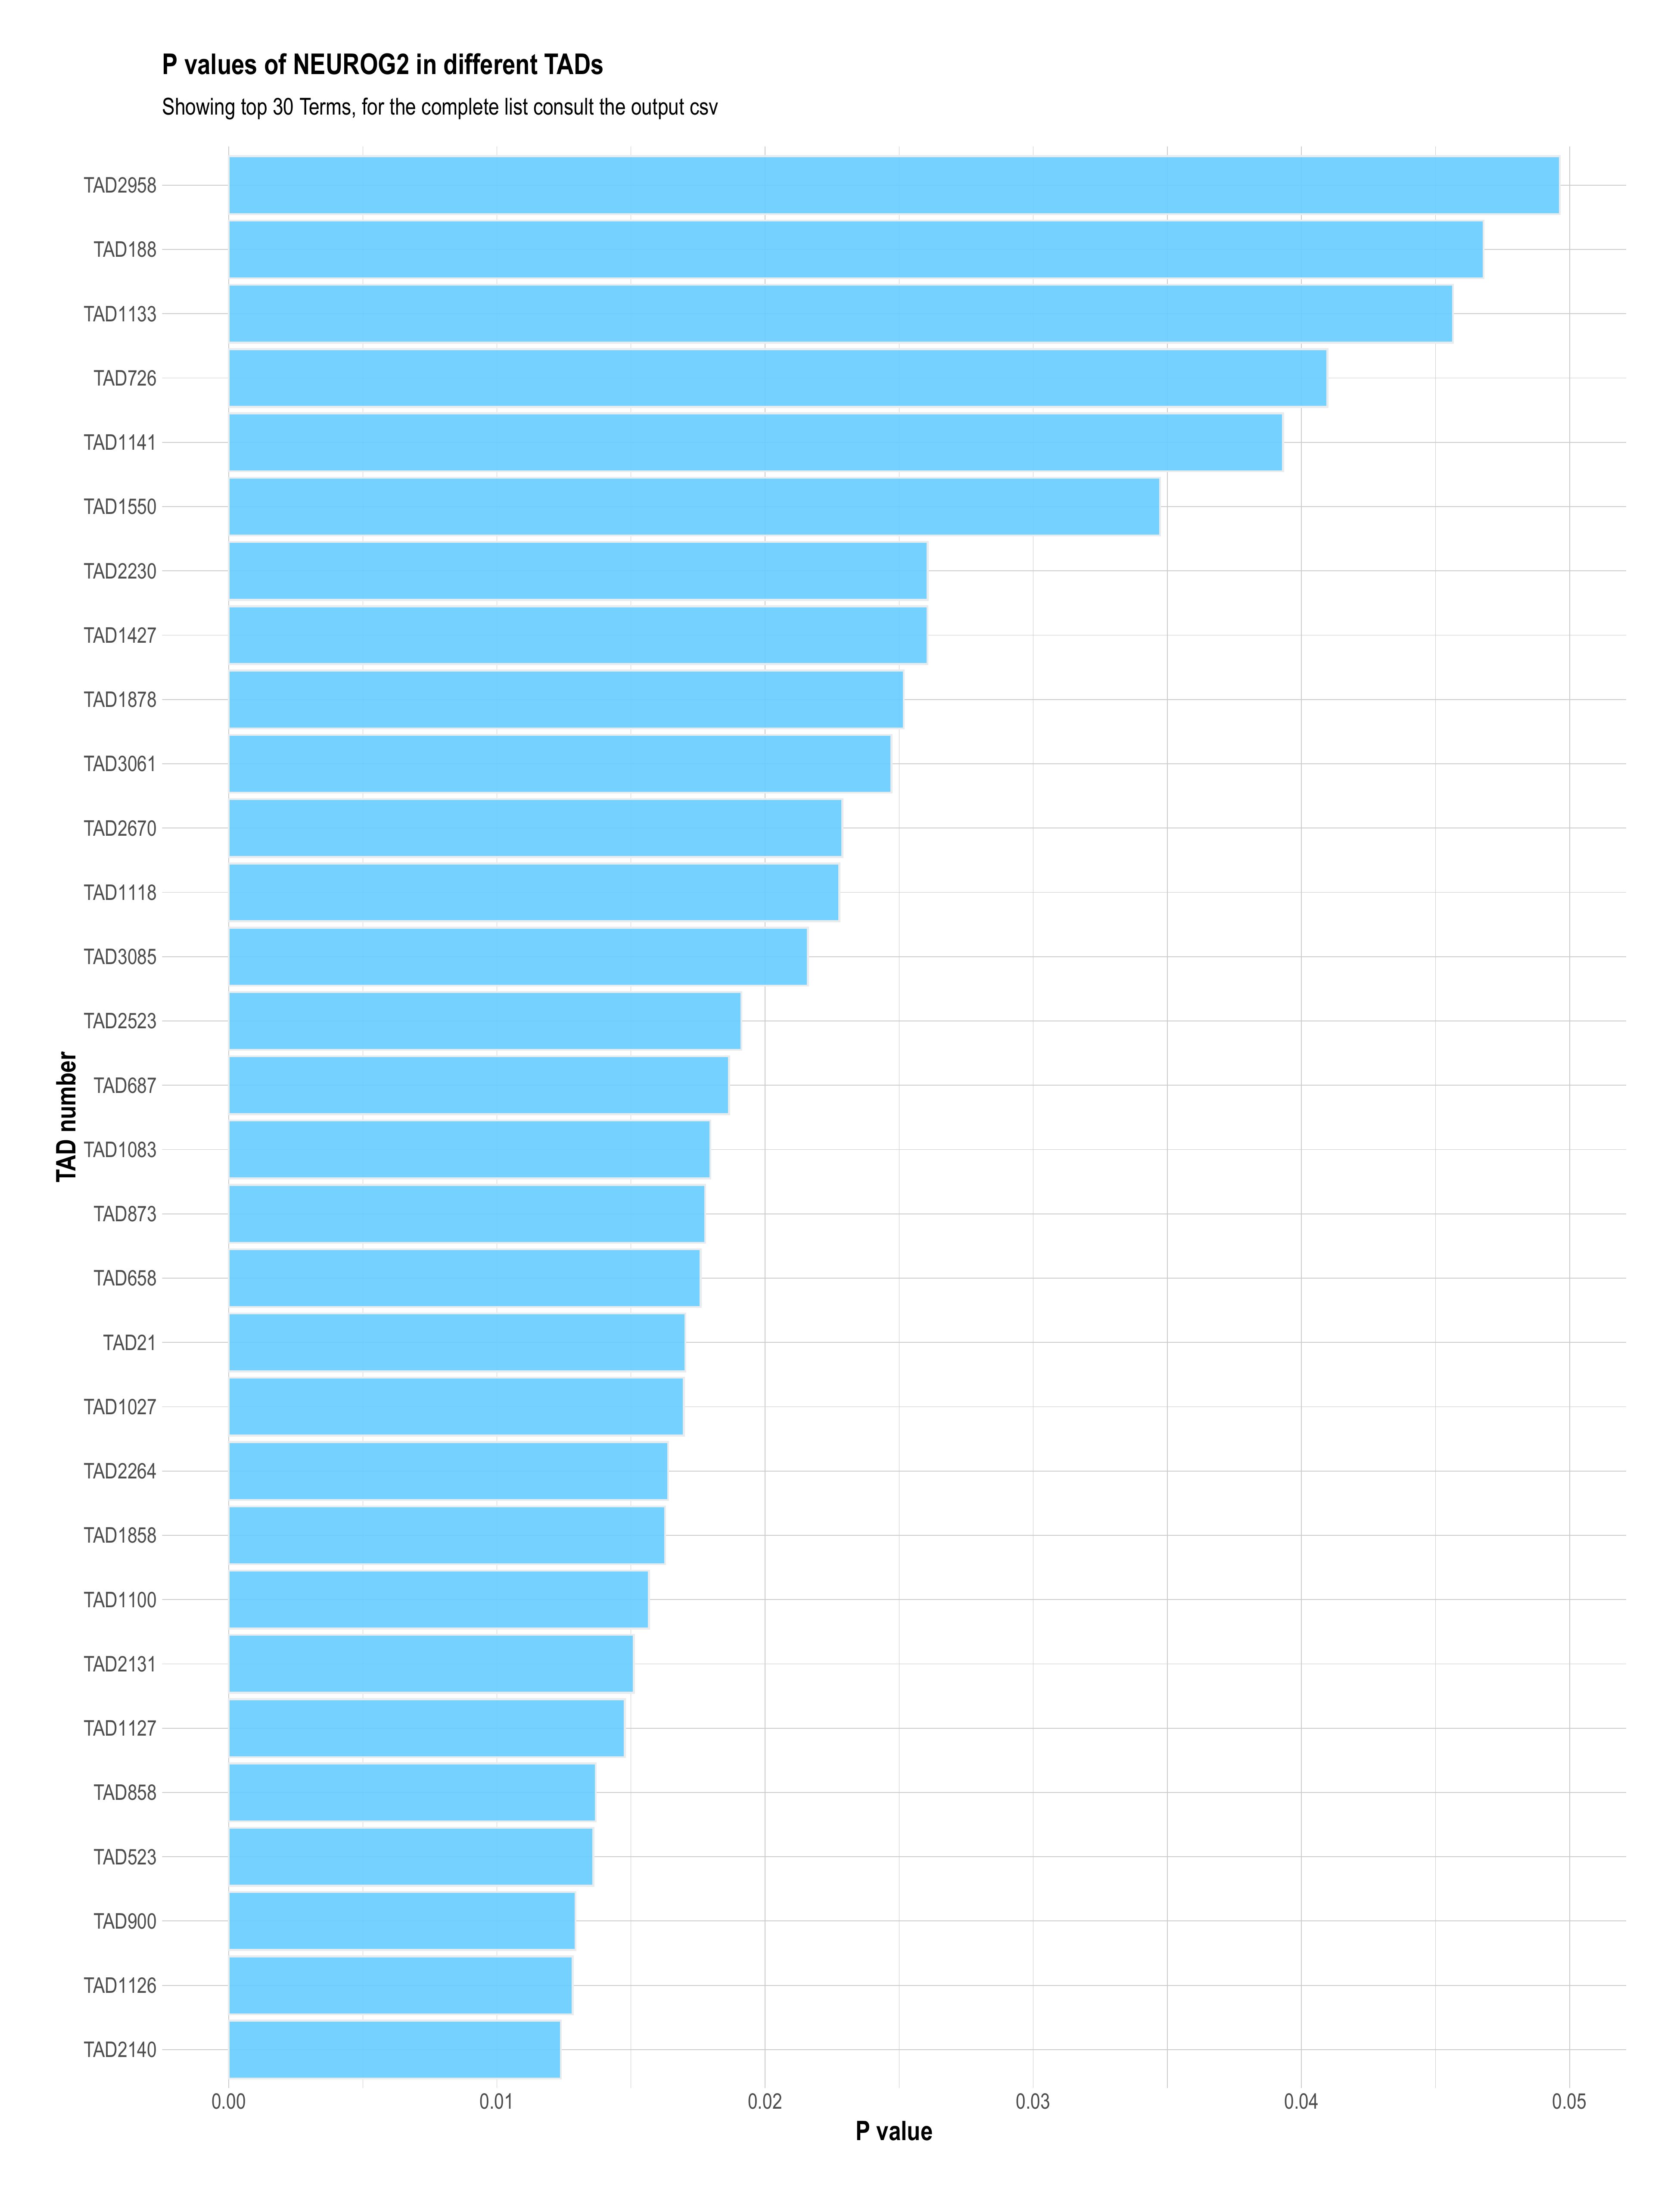 P values of NEUROG2 in different TADs
Showing top 30 Terms, for the complete list consult the output csv
TAD number
TAD2958
TAD188
TAD1133
TAD726
TAD1141
TAD1550
TAD2230
TAD1427
TAD1878
TAD3061
TAD2670
TAD1118
TAD3085
TAD2523
TAD687
TAD1083
TAD873
TAD658
TAD21
TAD1027
TAD2264
TAD1858
TAD1100
TAD2131
TAD1127
TAD858
TAD523
TAD900
TAD1126
TAD2140
0.00 0.01 0.02 0.03 0.04 0.05
P value